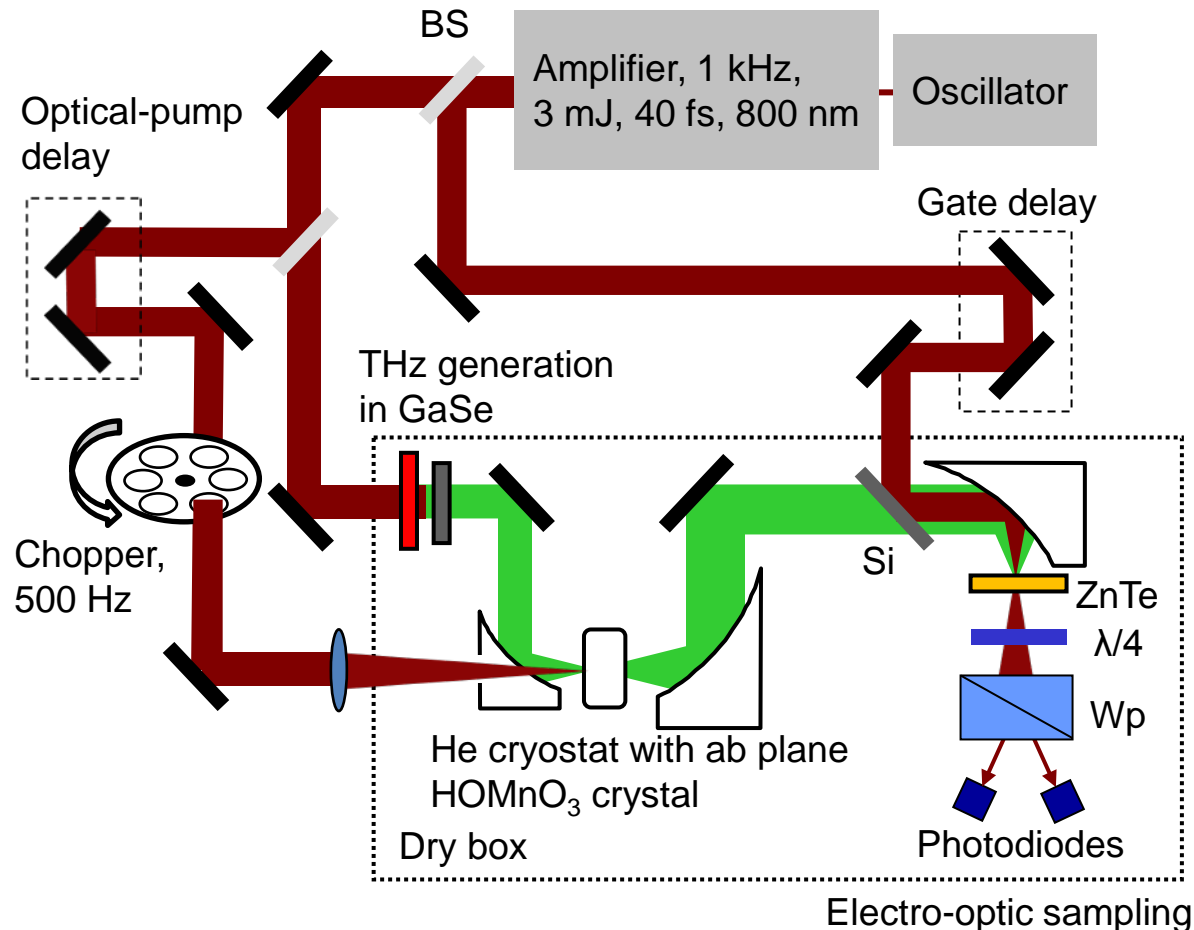 BS
Amplifier, 1 kHz,
3 mJ, 40 fs, 800 nm
Oscillator
Optical-pump
delay
Gate delay
THz generation
in GaSe
Chopper,
500 Hz
Si
ZnTe
λ/4
Wp
He cryostat with ab plane
HOMnO₃ crystal
Photodiodes
Dry box
Electro-optic sampling